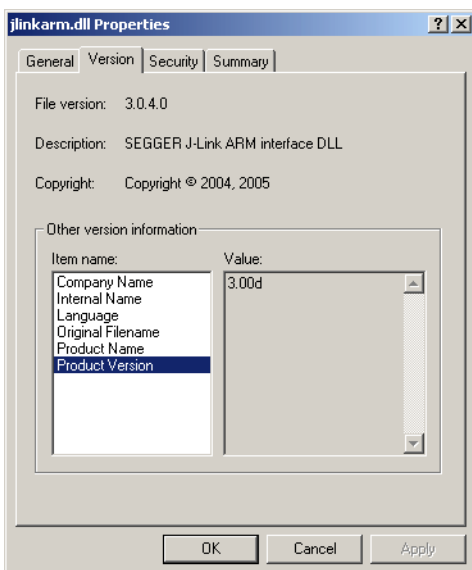 jlinkarm.dll Properties
General Version Security Summary
File version: 3.0.4.0
Description: SEGGER J-Link ARM interface DLL
Copyright: Copyright © 2004, 2005
Other version information
Item name: Value:
Company Name 3.00d
Internal Name
Language
Original Filename
Product Name
Product Version
OK Cancel Apply